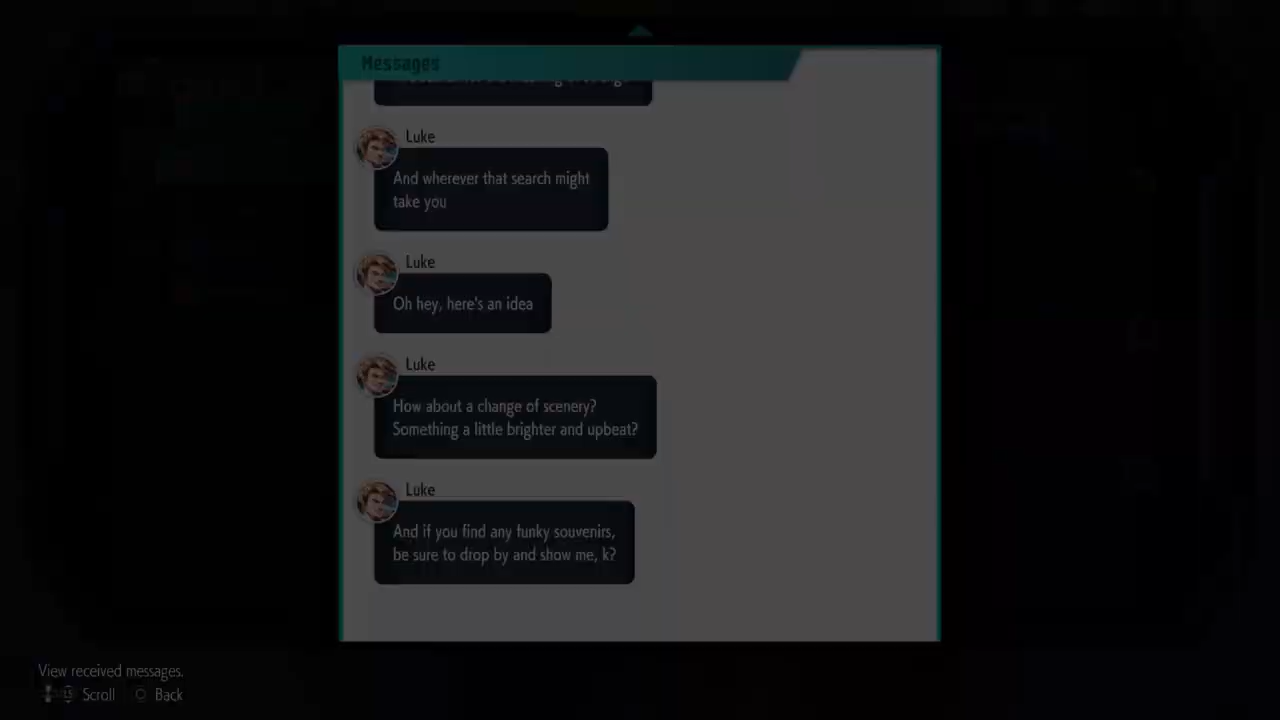 Messages
Luke
And wherever that search might
take you
Luke
Oh hey, here's an idea
Luke
How about a change of scenery?
Something a little brighter and upbeat?
Luke
And if you find any funky souvenirs,
be sure to drop by and show me, k?
View received messages.
LS Scroll Back